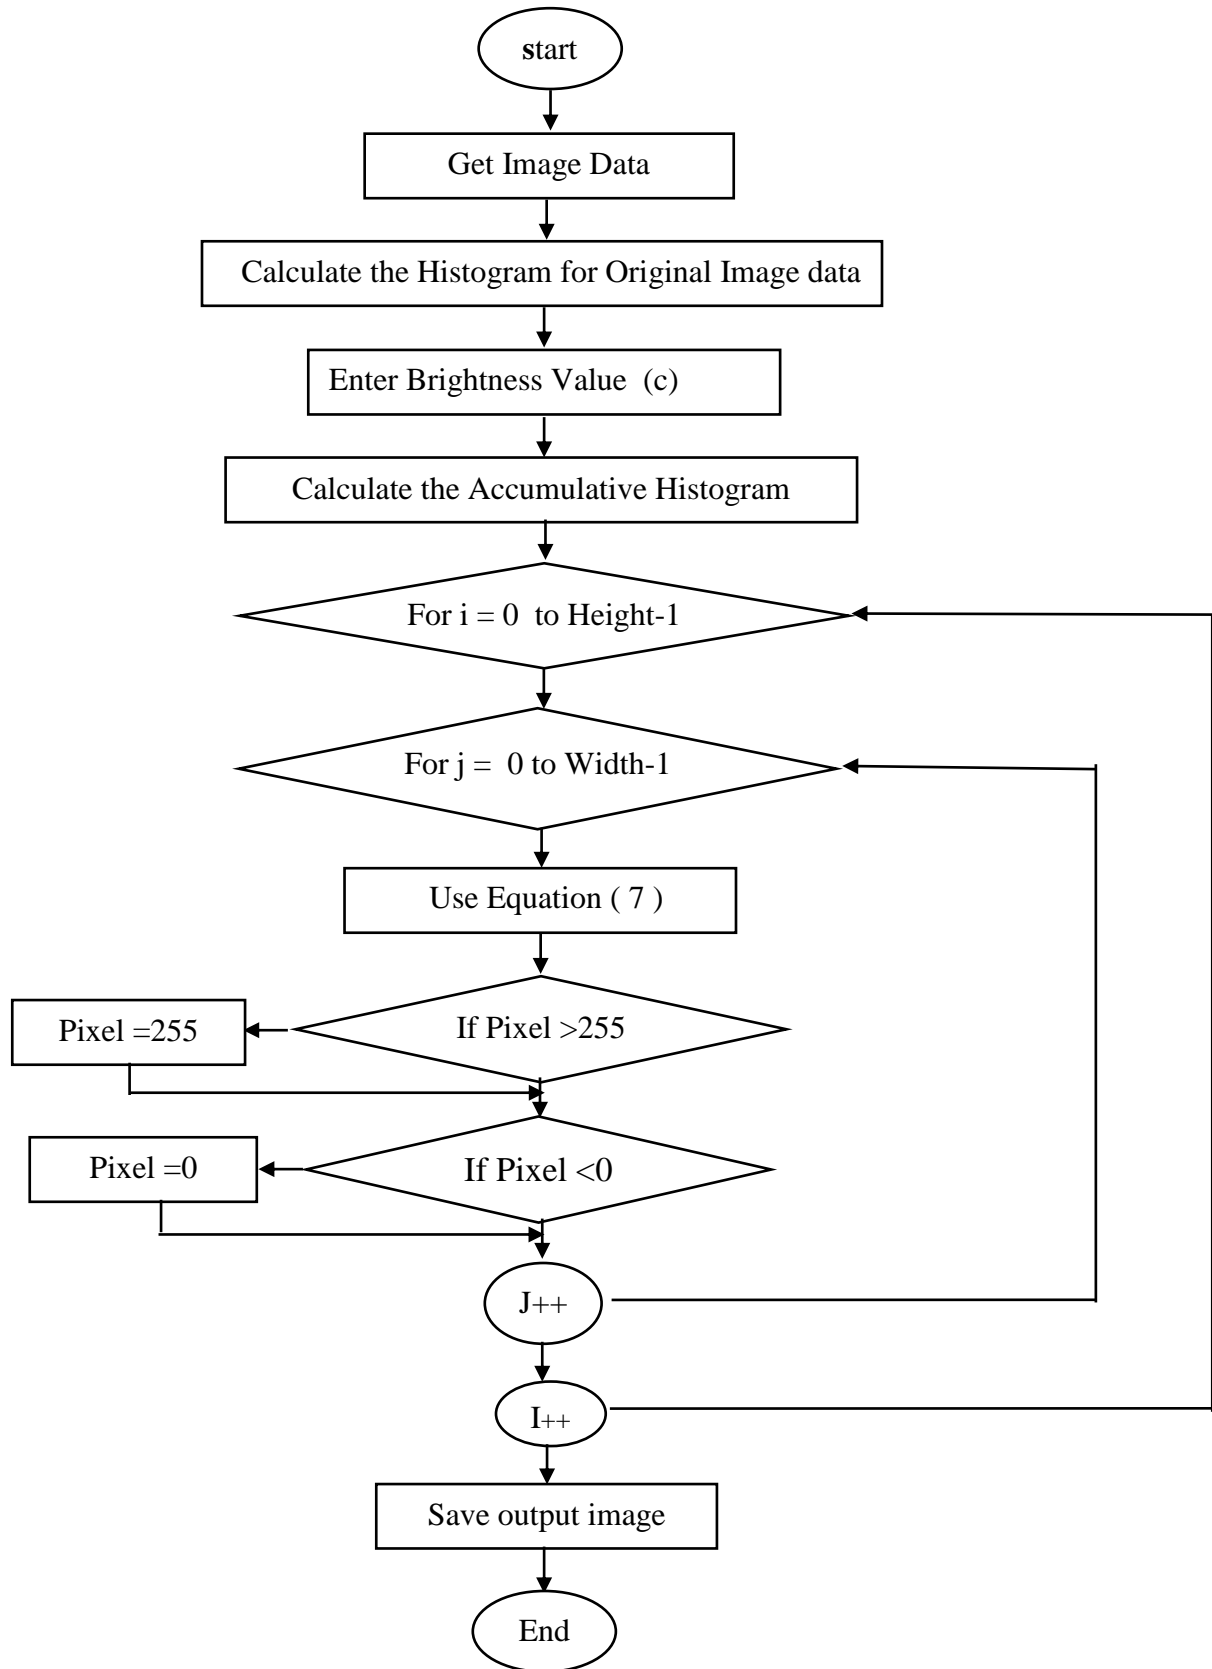 start
Get Image Data
Calculate the Histogram for Original Image data
Enter Brightness Value (c)
Calculate the Accumulative Histogram
For i = 0 to Height-1
For j = 0 to Width-1
Use Equation ( 7 )
If Pixel >255
Pixel =255
If Pixel <0
Pixel =0
J++
I++
Save output image
End